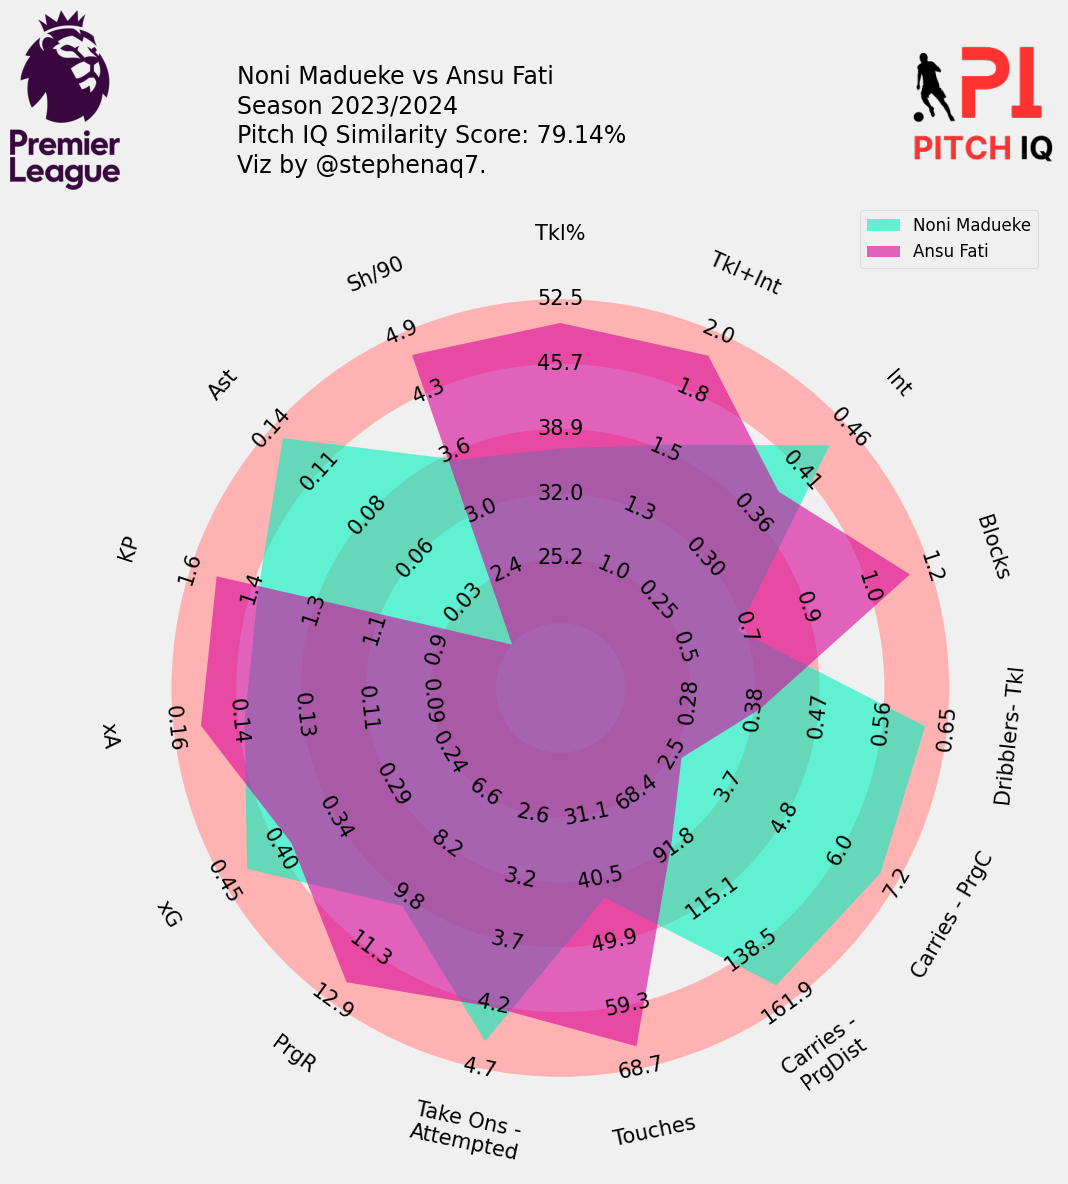 Premier
League
Noni Madueke vs Ansu Fati
Season 2023/2024
Pitch IQ Similarity Score: 79.14%
Viz by @stephenaq7.
PI
PITCH IQ
Noni Madueke
Ansu Fati
Tkl%
52.5
45.7
38.9
32.0
25.2
Tkl+Int
2.0
1.8
1.5
1.3
1.0
Int
0.46
0.41
0.36
0.30
0.25
Blocks
1.2
1.0
0.9
0.7
0.5
Dribblers- Tkl
0.65
0.56
0.47
0.38
0.28
Carries - PrgC
7.2
6.0
4.8
3.7
2.5
Carries -
PrgDist
161.9
138.5
115.1
91.8
68.4
Touches
68.7
59.3
49.9
40.5
31.1
Take Ons -
Attempted
4.7
4.2
3.7
3.2
2.6
PrgR
12.9
11.3
9.8
8.2
6.6
xG
0.45
0.40
0.34
0.29
0.24
xA
0.16
0.14
0.13
0.11
0.09
KP
1.6
1.4
1.3
1.1
0.9
Ast
0.14
0.11
0.08
0.06
0.03
Sh/90
4.9
4.3
3.6
3.0
2.4